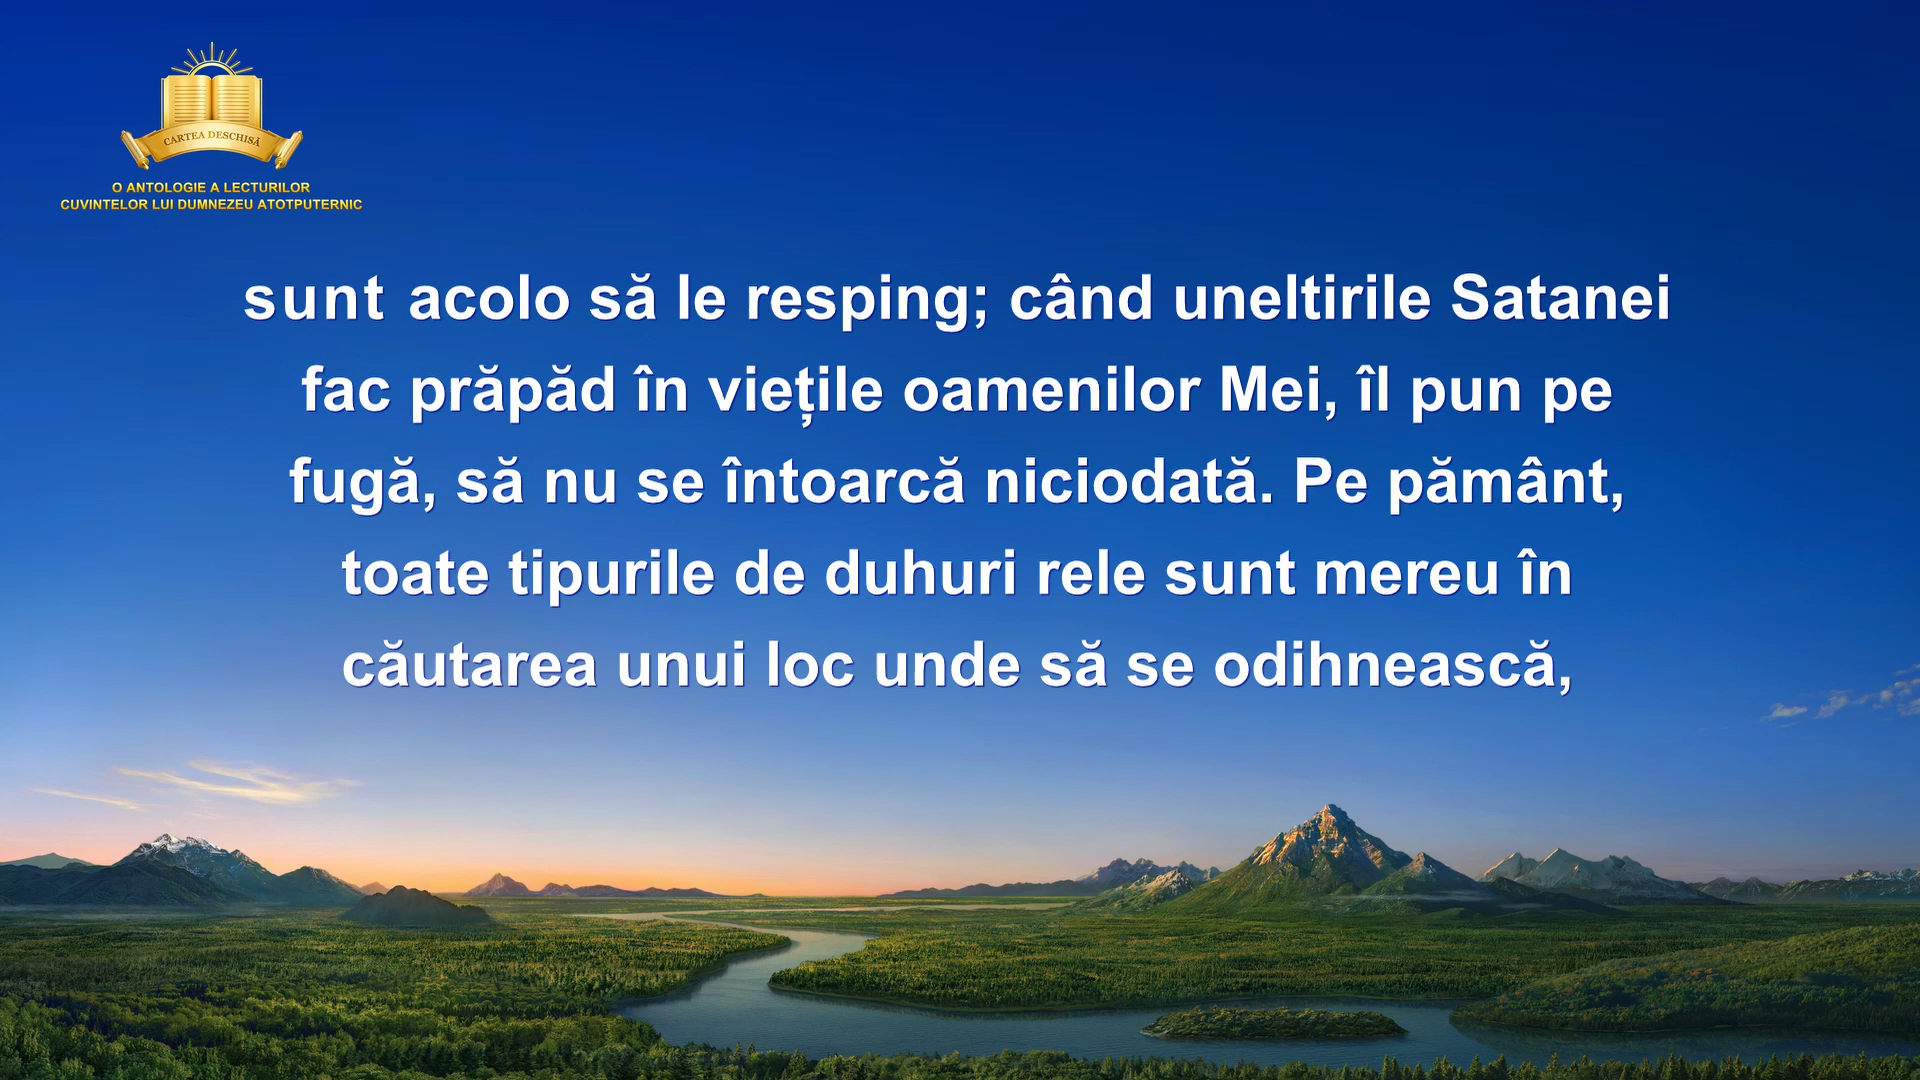 CARTEA DESCHISĂ
O ANTOLOGIE A LECTURILOR
CUVINTELOR LUI DUMNEZEU ATOTPUTERNIC
sunt acolo să le resping; când uneltirile Satanei
fac prăpăd în viețile oamenilor Mei, îl pun pe
fugă, să nu se întoarcă niciodată. Pe pământ,
toate tipurile de duhuri rele sunt mereu în
căutarea unui loc unde să se odihnească,